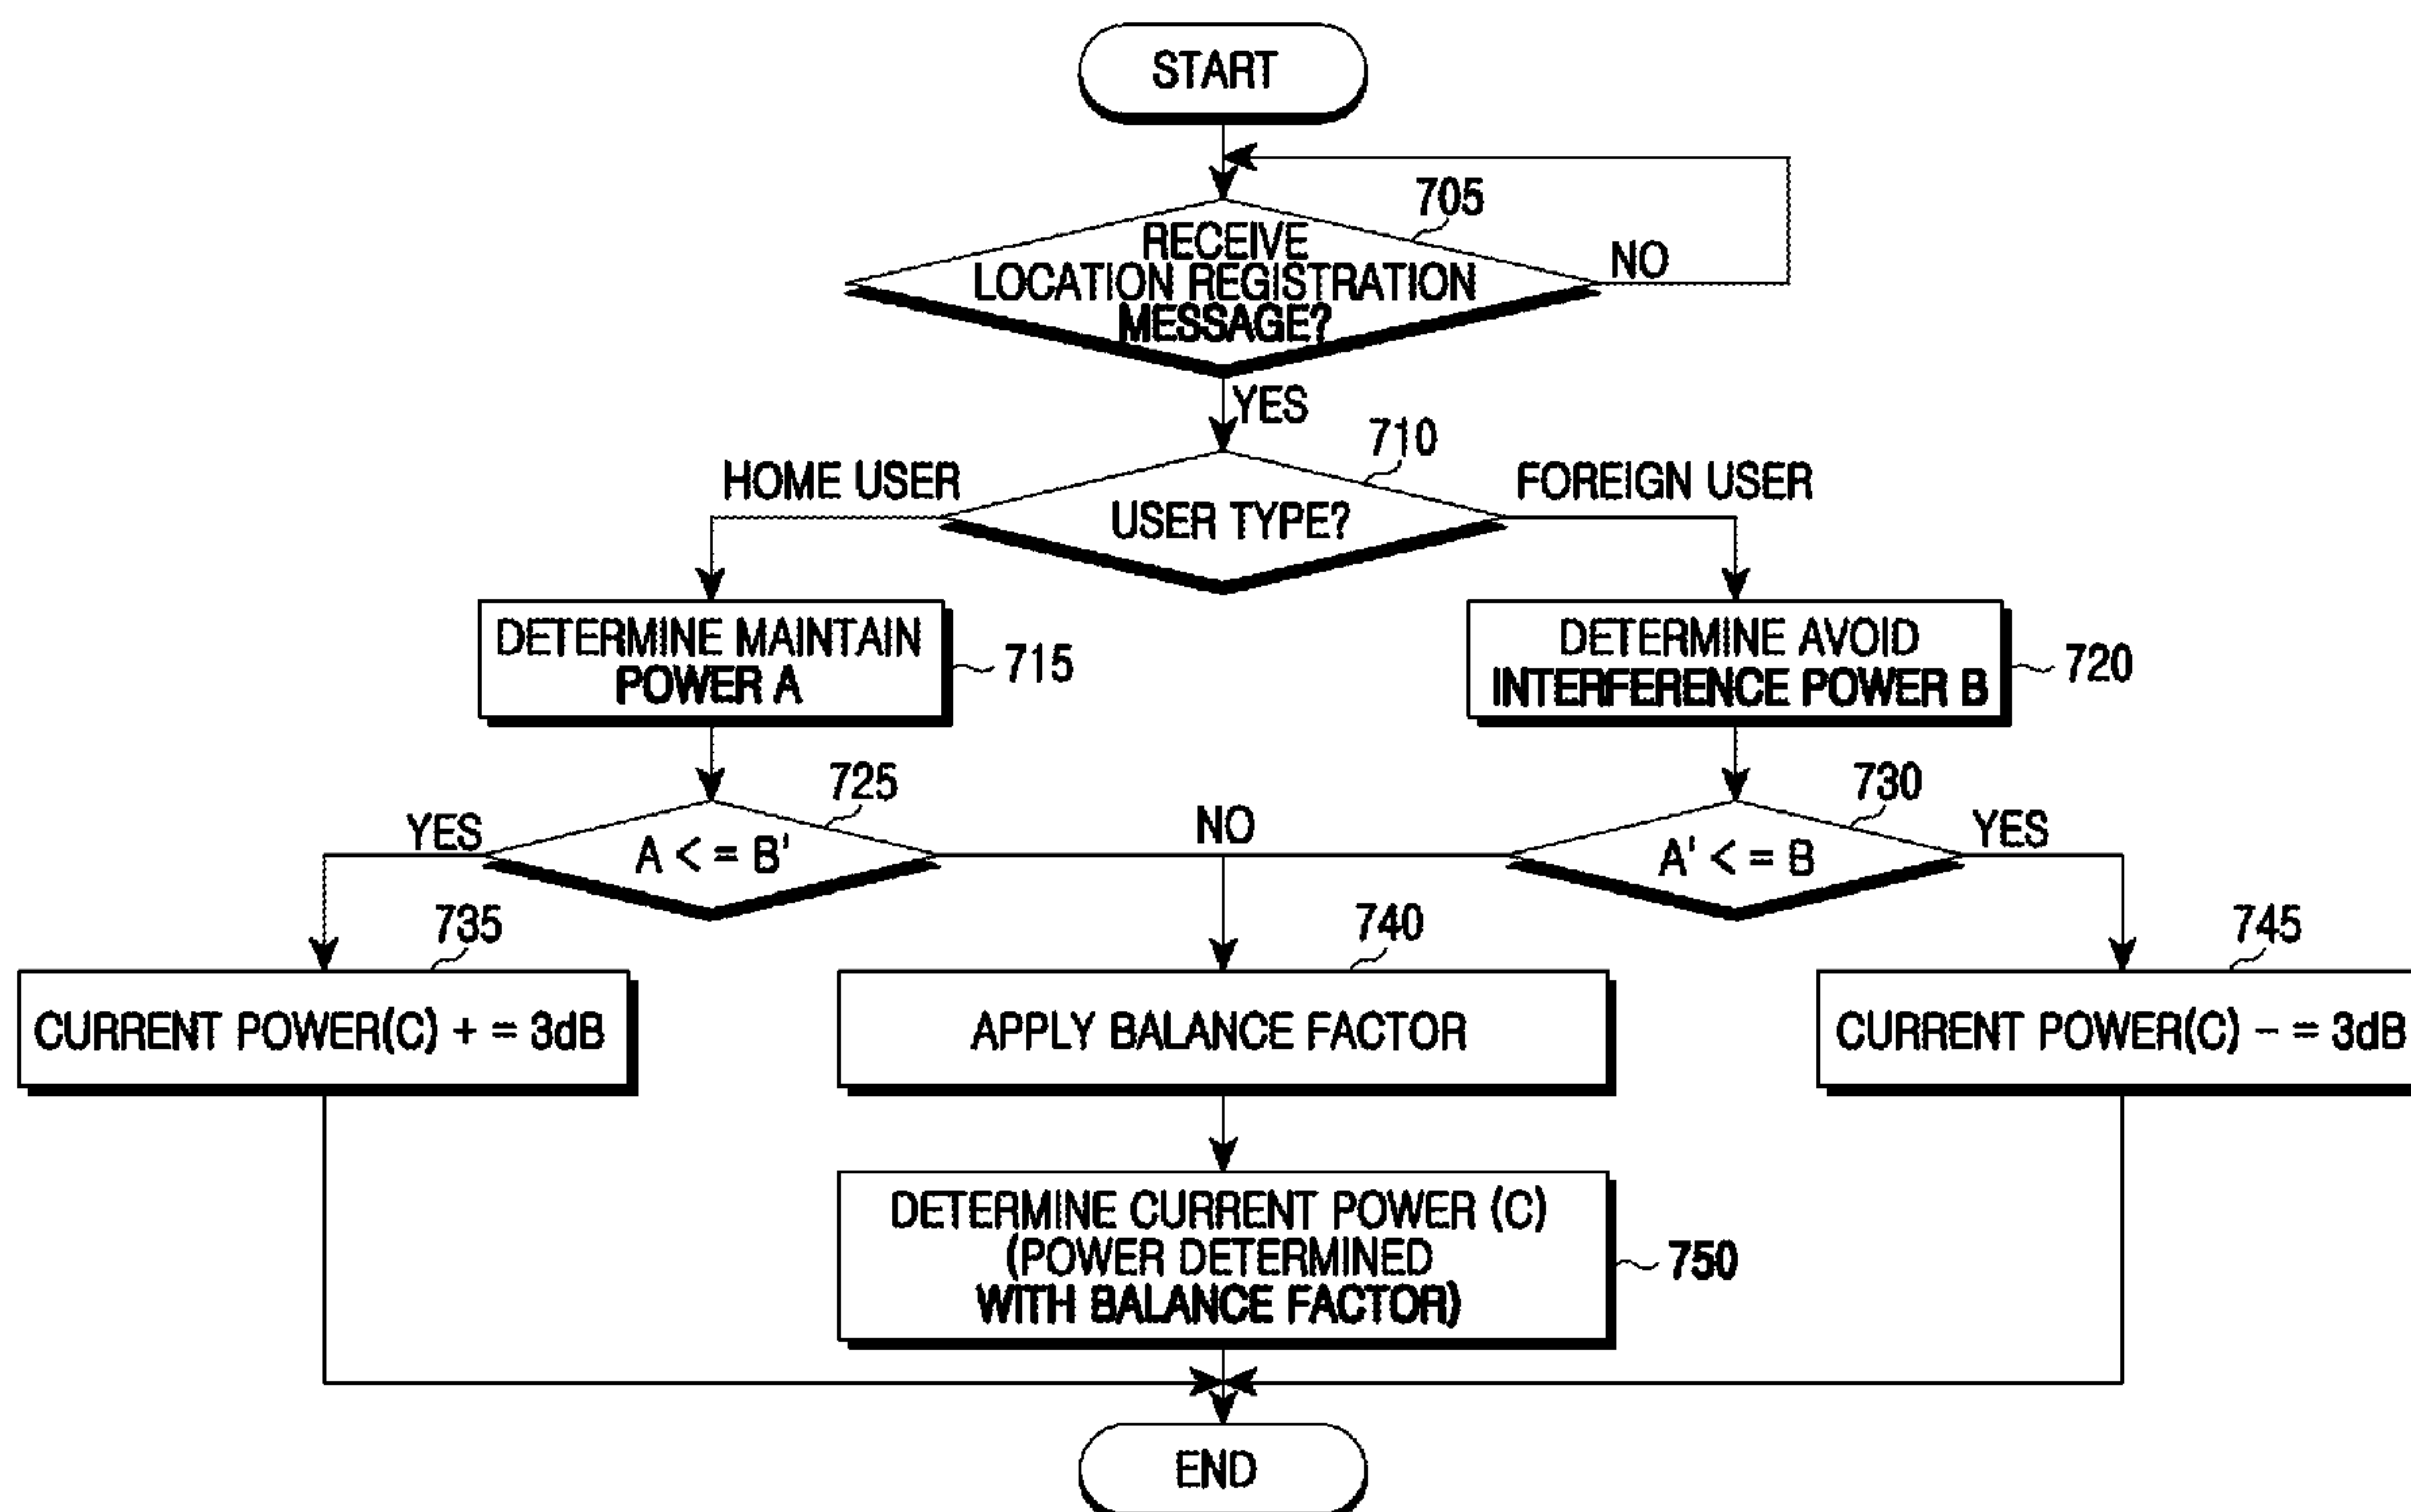 START
705
RECEIVE
LOCATION REGISTRATION
MESSAGE?
NO
YES
710
HOME USER
USER TYPE?
FOREIGN USER
DETERMINE MAINTAIN
POWER A
715
DETERMINE AVOID
INTERFERENCE POWER B
720
725
YES
A < = B'
NO
730
A' < = B
YES
735
CURRENT POWER(C) + = 3dB
740
APPLY BALANCE FACTOR
745
CURRENT POWER(C) − = 3dB
DETERMINE CURRENT POWER (C)
(POWER DETERMINED
WITH BALANCE FACTOR)
750
END